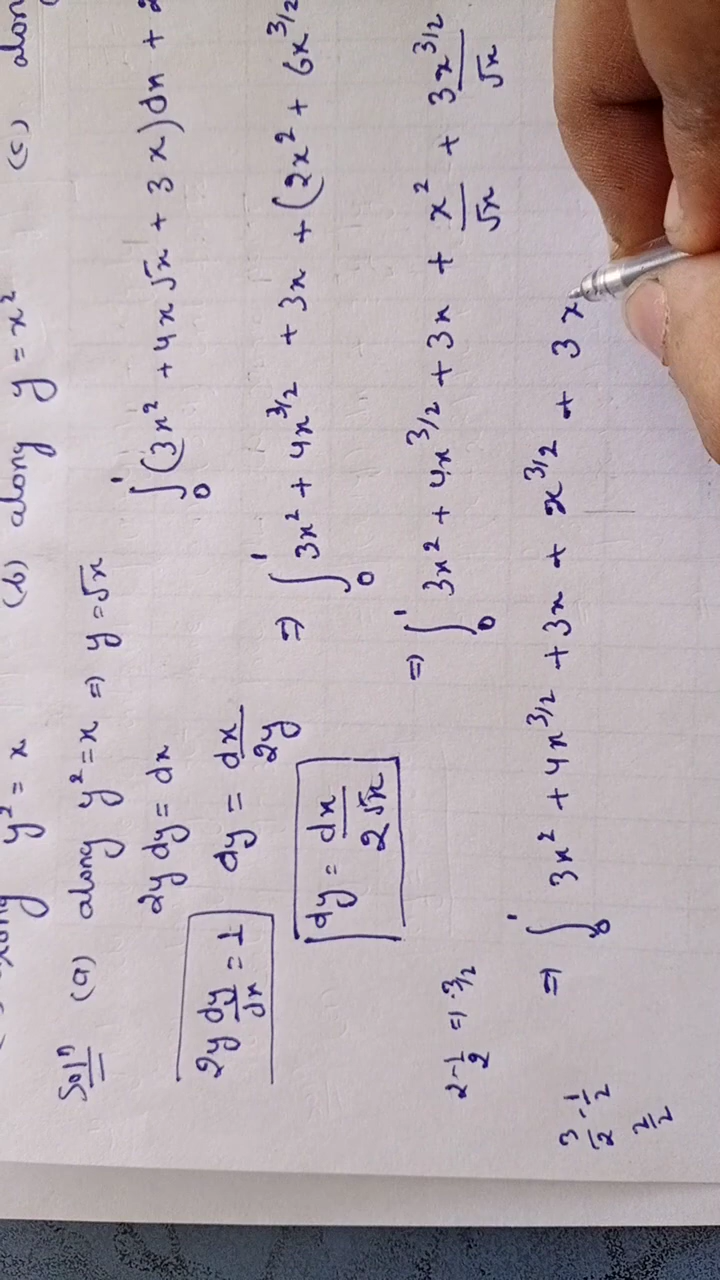 y² = x (b) along y = x² (c) alon
Solⁿ (a) along y² = x ⇒ y = √x
2y dy = dx ∫₀¹ (3x² + 4x√x + 3x) dx +
2y dy/dx = 1 dy = dx/2y ⇒ ∫₀¹ 3x² + 4x^3/2 + 3x + (2x² + 6x^3/2
dy = dx/2√x
2 - 1/2 = 3/2 ⇒ ∫₀¹ 3x² + 4x^3/2 + 3x + x²/√x + 3x^3/2/√x
3/2 - 1/2 ⇒ ∫₀¹ 3x² + 4x^3/2 + 3x + x^3/2 + 3x
2/2